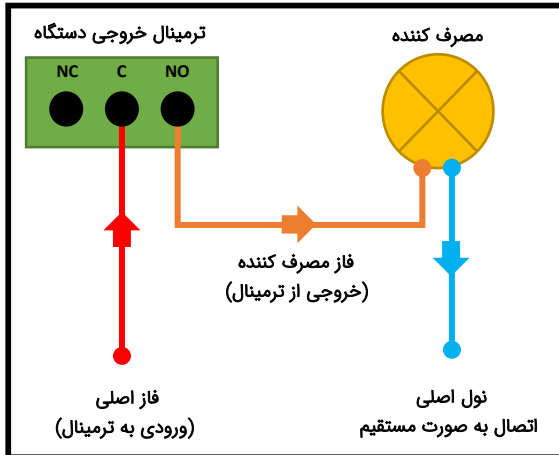 ترمینال خروجی دستگاه
مصرف کننده
NC C NO
فاز مصرف کننده
(خروجی از ترمینال)
فاز اصلی
(ورودی به ترمینال)
نول اصلی
اتصال به صورت مستقیم